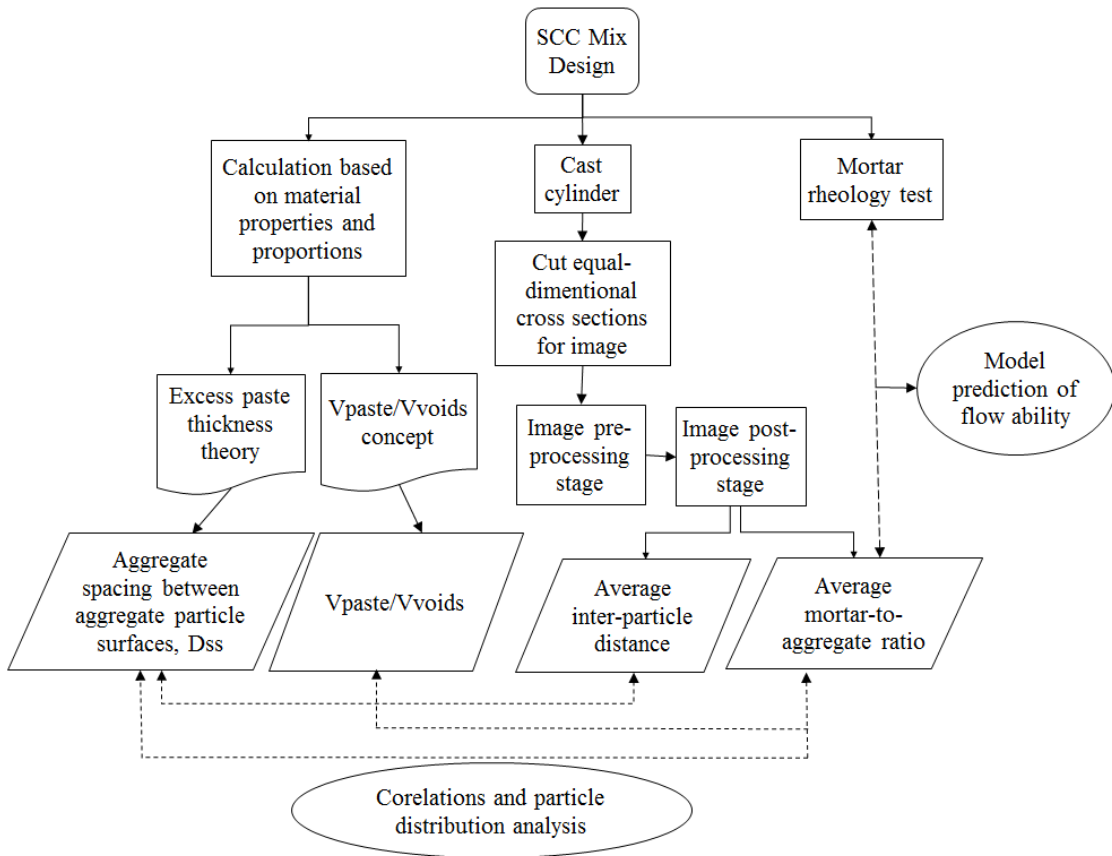 SCC Mix
Design
Calculation based
on material
properties and
proportions
Cast
cylinder
Mortar
rheology test
Cut equal-
dimentional
cross sections
for image
Model
prediction of
flow ability
Excess paste
thickness
theory
Vpaste/Vvoids
concept
Image pre-
processing
stage
Image post-
processing
stage
Aggregate
spacing between
aggregate particle
surfaces, Dss
Vpaste/Vvoids
Average
inter-particle
distance
Average
mortar-to-
aggregate ratio
Corelations and particle
distribution analysis